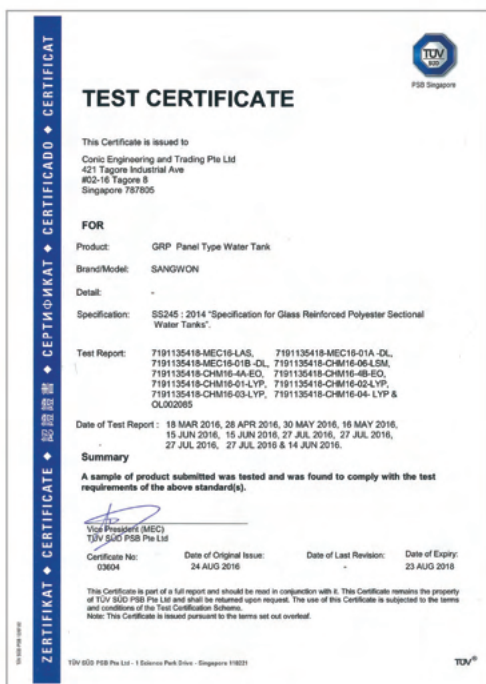 TÜV
SÜD
PSB Singapore
ZERTIFIKAT ◆ CERTIFICATE ◆ 認證證書 ◆ СЕРТИФИКАТ ◆ CERTIFICADO ◆ CERTIFICAT
TEST CERTIFICATE
This Certificate is issued to
Conic Engineering and Trading Pte Ltd
421 Tagore Industrial Ave
#02-16 Tagore 8
Singapore 787805
FOR
Product: GRP Panel Type Water Tank
Brand/Model: SANGWON
Detail: -
Specification: SS245 : 2014 "Specification for Glass Reinforced Polyester Sectional
Water Tanks".
Test Report: 7191135418-MEC16-LAS, 7191135418-MEC16-01A -DL,
7191135418-MEC16-01B -DL, 7191135418-CHM16-06-LSM,
7191135418-CHM16-4A-EO, 7191135418-CHM16-4B-EO,
7191135418-CHM16-01-LYP, 7191135418-CHM16-02-LYP,
7191135418-CHM16-03-LYP, 7191135418-CHM16-04- LYP &
OL002085
Date of Test Report : 18 MAR 2016, 28 APR 2016, 30 MAY 2016, 16 MAY 2016,
15 JUN 2016, 15 JUN 2016, 27 JUL 2016, 27 JUL 2016,
27 JUL 2016, 27 JUL 2016 & 14 JUN 2016.
Summary
A sample of product submitted was tested and was found to comply with the test
requirements of the above standard(s).
Vice President (MEC)
TÜV SÜD PSB Pte Ltd
Certificate No: Date of Original Issue: Date of Last Revision: Date of Expiry:
03604 24 AUG 2016 - 23 AUG 2018
This Certificate is part of a full report and should be read in conjunction with it. This Certificate remains the property
of TÜV SÜD PSB Pte Ltd and shall be returned upon request. The use of this Certificate is subjected to the terms
and conditions of the Test Certification Scheme.
Note: This Certificate is issued pursuant to the terms set out overleaf.
TÜV SÜD PSB Pte Ltd - 1 Science Park Drive - Singapore 118221
TÜV®